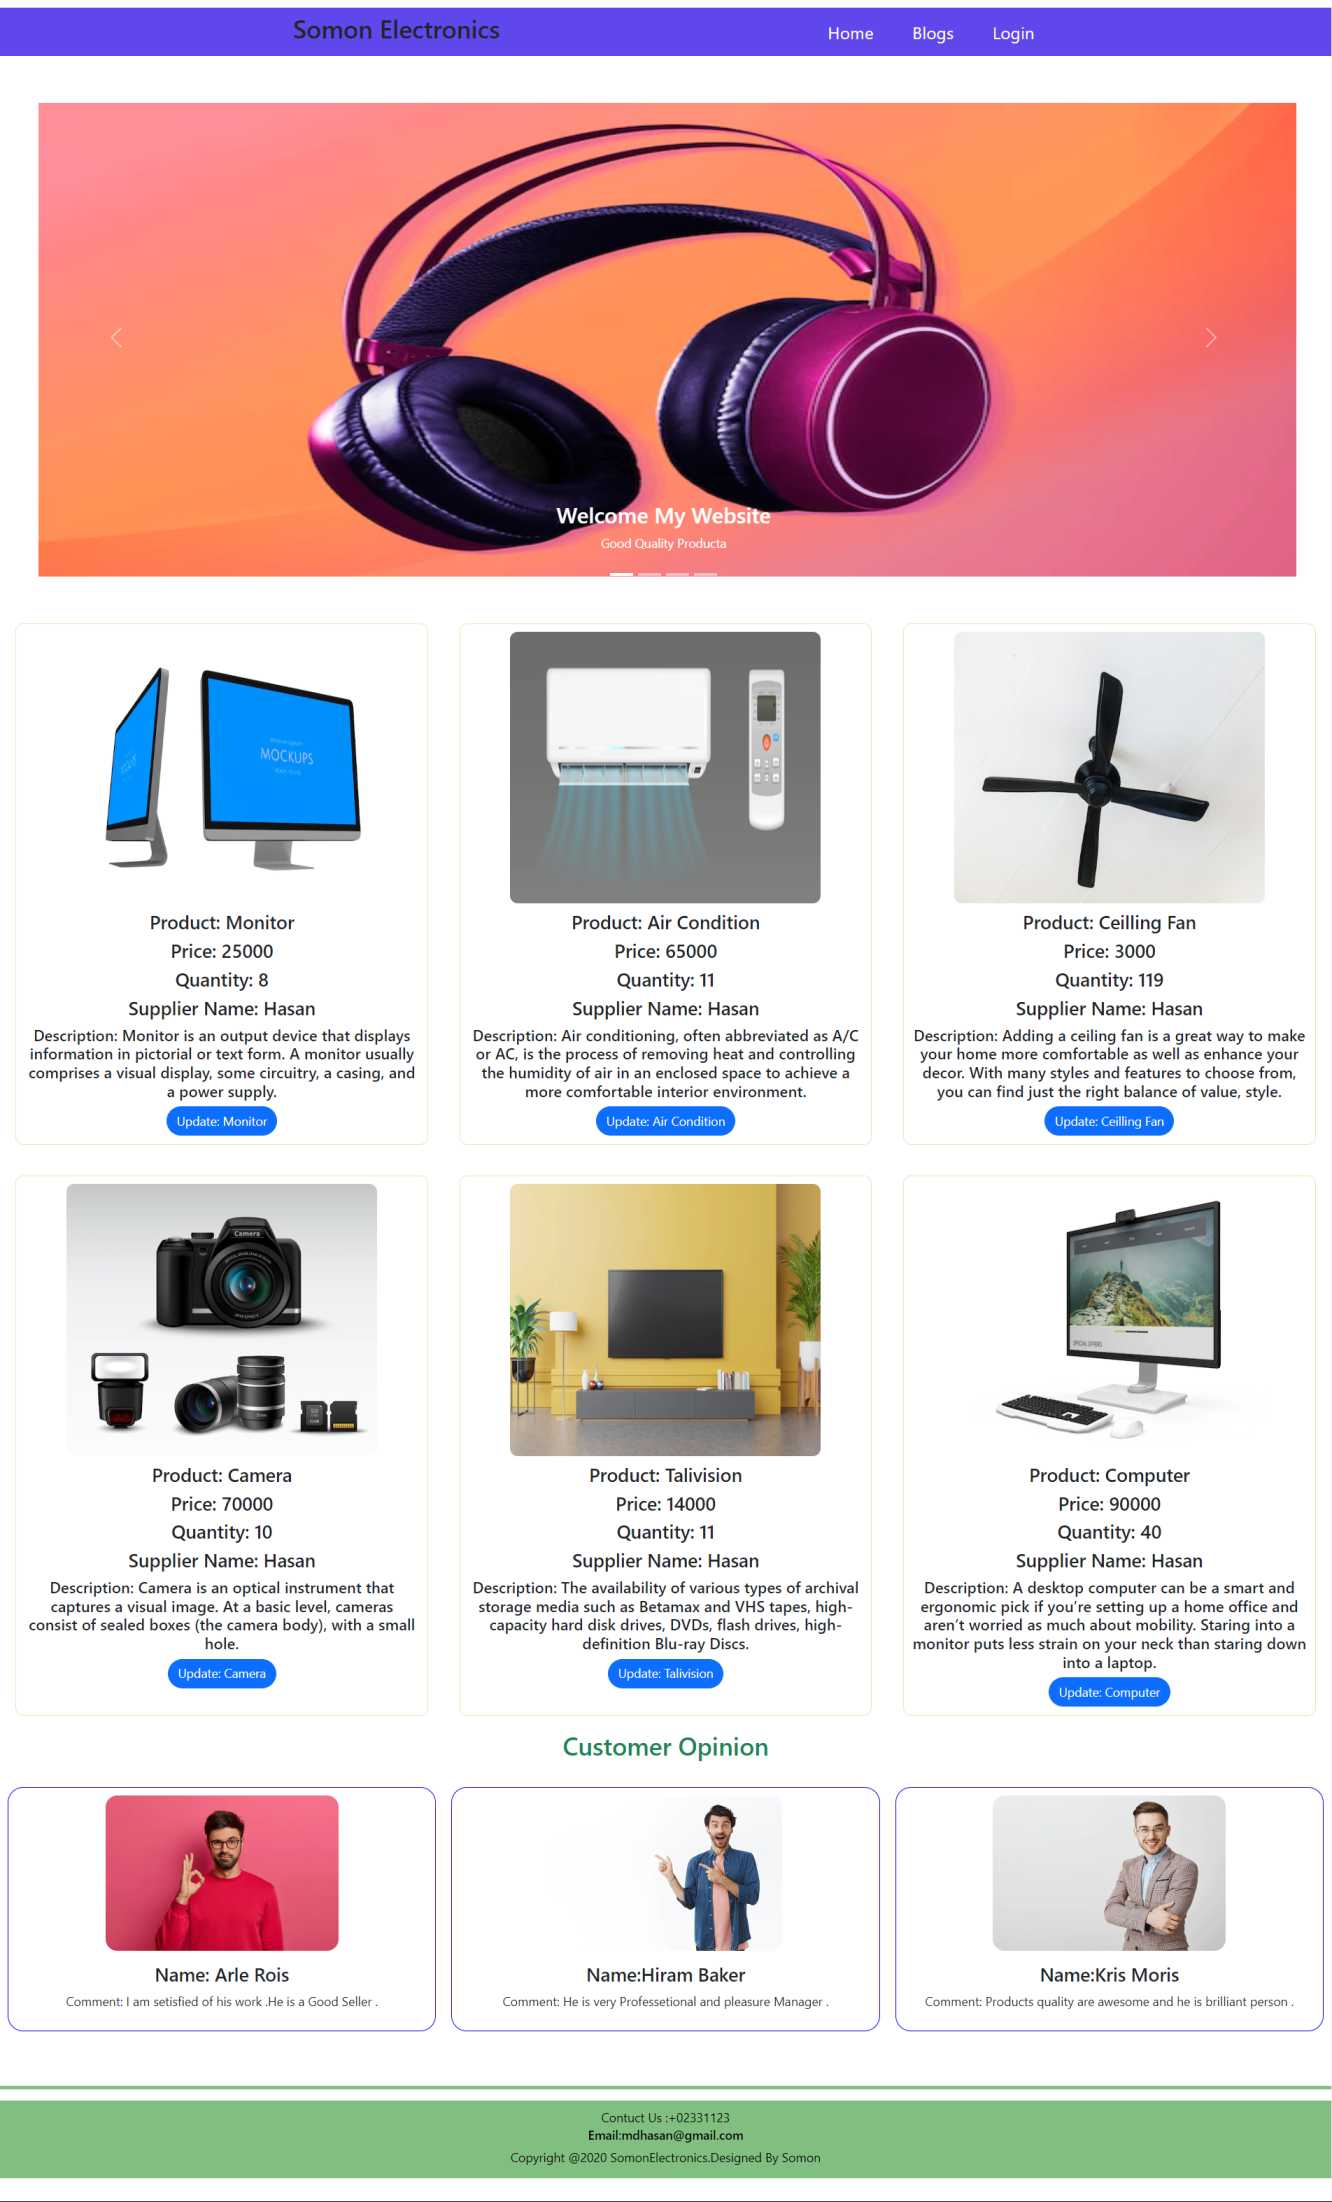 Somon Electronics
Home Blogs Login
Welcome My Website
Good Quality Producta
MOCKUPS
Product: Monitor
Price: 25000
Quantity: 8
Supplier Name: Hasan
Description: Monitor is an output device that displays
information in pictorial or text form. A monitor usually
comprises a visual display, some circuitry, a casing, and
a power supply.
Update: Monitor
Product: Air Condition
Price: 65000
Quantity: 11
Supplier Name: Hasan
Description: Air conditioning, often abbreviated as A/C
or AC, is the process of removing heat and controlling
the humidity of air in an enclosed space to achieve a
more comfortable interior environment.
Update: Air Condition
Product: Ceilling Fan
Price: 3000
Quantity: 119
Supplier Name: Hasan
Description: Adding a ceiling fan is a great way to make
your home more comfortable as well as enhance your
decor. With many styles and features to choose from,
you can find just the right balance of value, style.
Update: Ceilling Fan
Camera
Product: Camera
Price: 70000
Quantity: 10
Supplier Name: Hasan
Description: Camera is an optical instrument that
captures a visual image. At a basic level, cameras
consist of sealed boxes (the camera body), with a small
hole.
Update: Camera
Product: Talivision
Price: 14000
Quantity: 11
Supplier Name: Hasan
Description: The availability of various types of archival
storage media such as Betamax and VHS tapes, high-
capacity hard disk drives, DVDs, flash drives, high-
definition Blu-ray Discs.
Update: Talivision
SPECIAL OFFERS
Product: Computer
Price: 90000
Quantity: 40
Supplier Name: Hasan
Description: A desktop computer can be a smart and
ergonomic pick if you're setting up a home office and
aren't worried as much about mobility. Staring into a
monitor puts less strain on your neck than staring down
into a laptop.
Update: Computer
Customer Opinion
Name: Arle Rois
Comment: I am setisfied of his work .He is a Good Seller .
Name:Hiram Baker
Comment: He is very Professetional and pleasure Manager .
Name:Kris Moris
Comment: Products quality are awesome and he is brilliant person .
Contuct Us :+02331123
Email:mdhasan@gmail.com
Copyright @2020 SomonElectronics.Designed By Somon